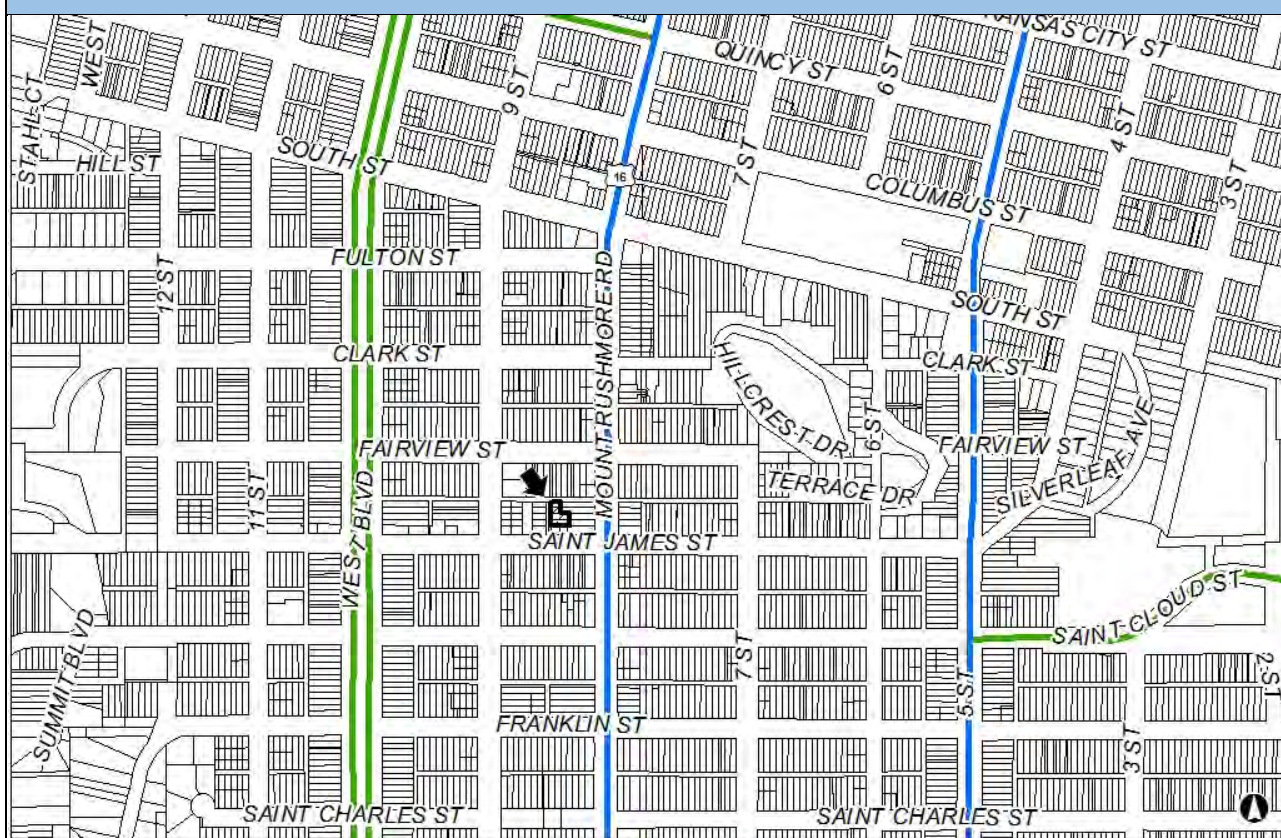 KANSAS CITY ST
QUINCY ST
WEST
9 ST
6 ST
STAHL CT
4 ST
HILL ST
SOUTH ST
16
7 ST
COLUMBUS ST
3 ST
FULTON ST
12 ST
MOUNT RUSHMORE RD
SOUTH ST
CLARK ST
HILLCREST DR
CLARK ST
6 ST
SILVERLEAF AVE
FAIRVIEW ST
FAIRVIEW ST
TERRACE DR
11 ST
WEST BLVD
SAINT JAMES ST
SAINT CLOUD ST
SUMMIT BLVD
7 ST
5 ST
2 ST
FRANKLIN ST
3 ST
SAINT CHARLES ST
SAINT CHARLES ST